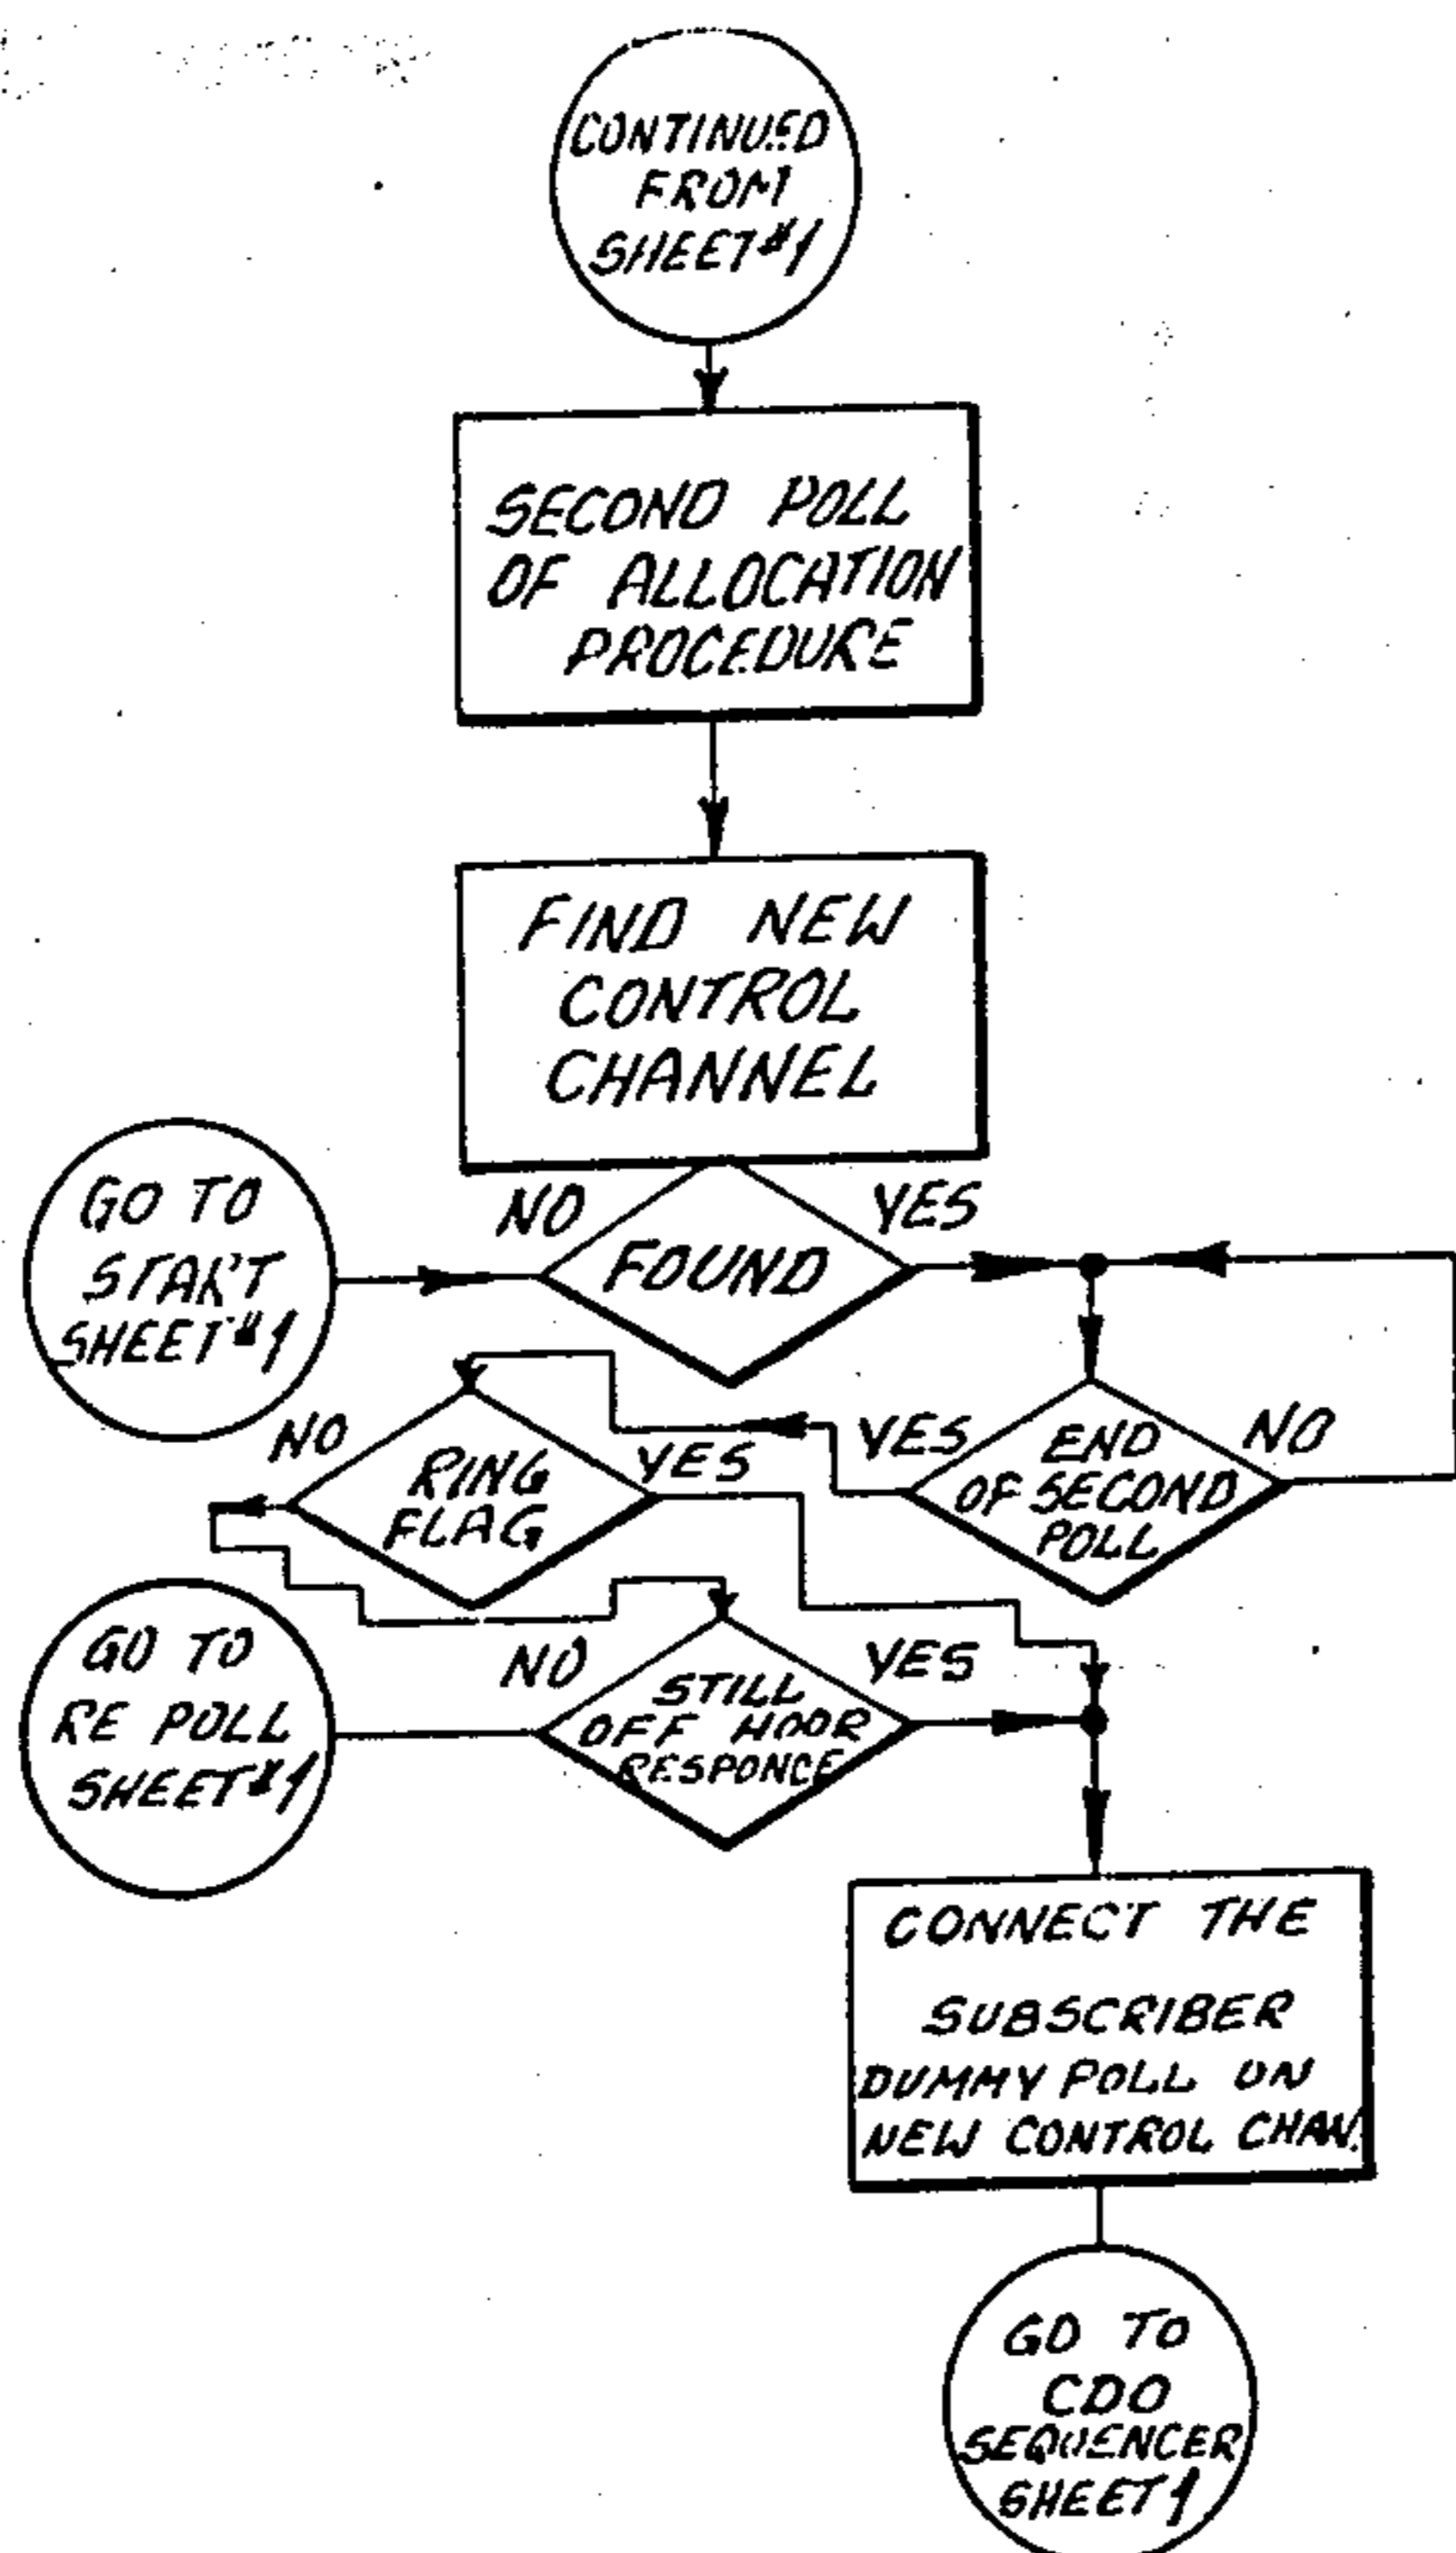 CONTINUED
FROM
SHEET #1
SECOND POLL
OF ALLOCATION
PROCEDURE
FIND NEW
CONTROL
CHANNEL
GO TO
START
SHEET #1
NO
YES
FOUND
NO
RING
FLAG
YES
YES
END
OF SECOND
POLL
NO
GO TO
RE POLL
SHEET #1
NO
STILL
OFF HOOR
RESPONCE
YES
CONNECT THE
SUBSCRIBER
DUMMY POLL ON
NEW CONTROL CHAN.
GO TO
CDO
SEQUENCER
SHEET 1